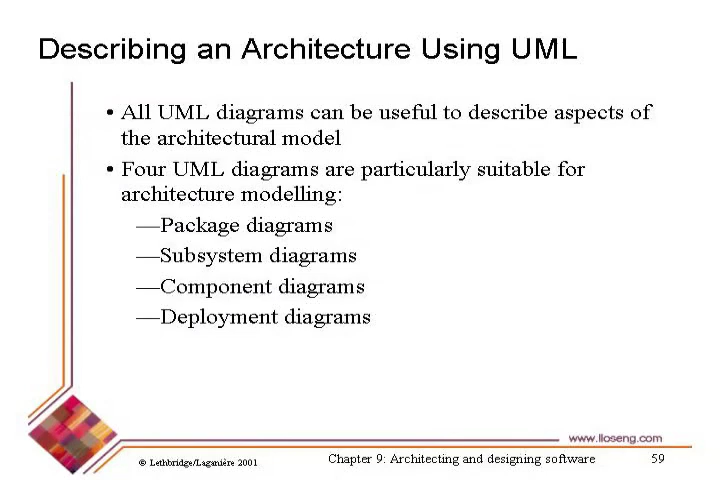 Describing an Architecture Using UML
• All UML diagrams can be useful to describe aspects of
the architectural model
• Four UML diagrams are particularly suitable for
architecture modelling:
—Package diagrams
—Subsystem diagrams
—Component diagrams
—Deployment diagrams
www.lloseng.com
© Lethbridge/Laganière 2001
Chapter 9: Architecting and designing software
59